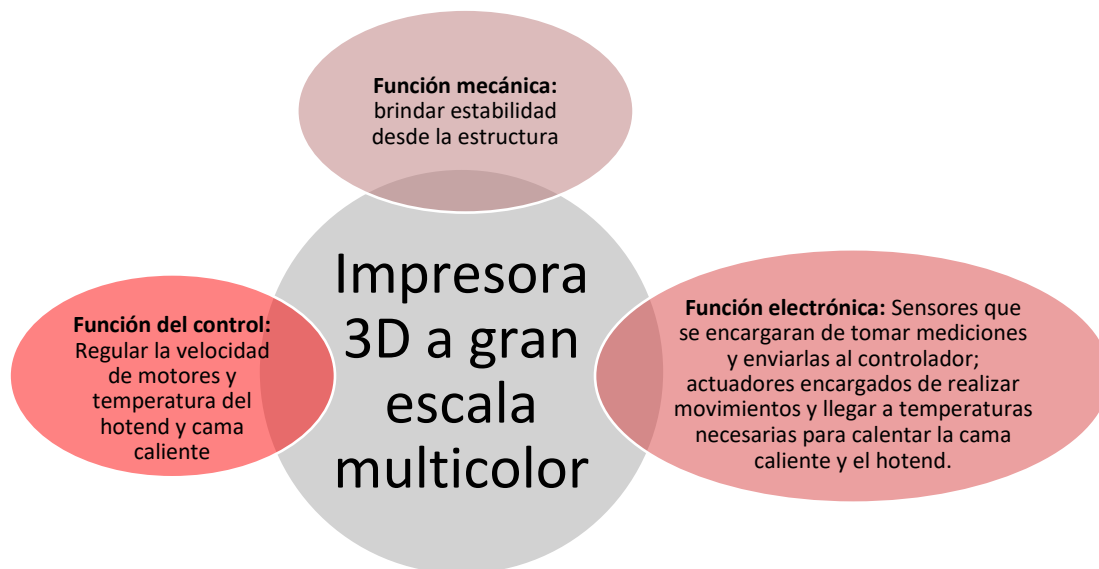 Función mecánica:
brindar estabilidad
desde la estructura
Impresora
3D a gran
escala
multicolor
Función del control:
Regular la velocidad
de motores y
temperatura del
hotend y cama
caliente
Función electrónica: Sensores que
se encargaran de tomar mediciones
y enviarlas al controlador;
actuadores encargados de realizar
movimientos y llegar a temperaturas
necesarias para calentar la cama
caliente y el hotend.